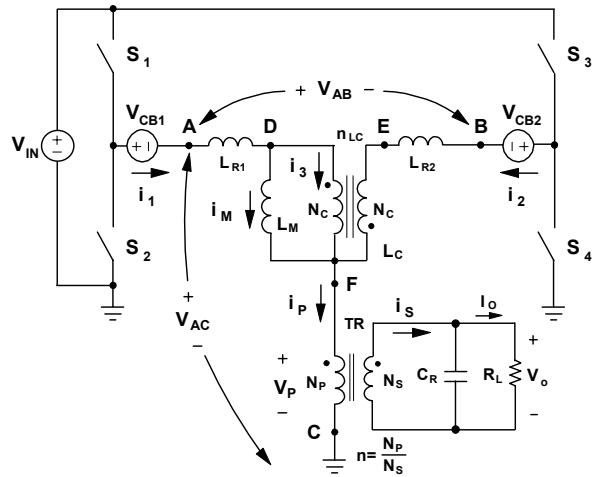 S1
S3
+ VAB −
VCB1
A
D
nLC
E
B
VCB2
VIN
+
−
+ −
− +
LR1
LR2
i1
i3
i2
iM
LM
NC
NC
S2
S4
LC
F
+
VAC
−
iP
TR
iS
IO
+
VP
−
NP
NS
CR
RL
+
Vo
−
C
n= NP
NS